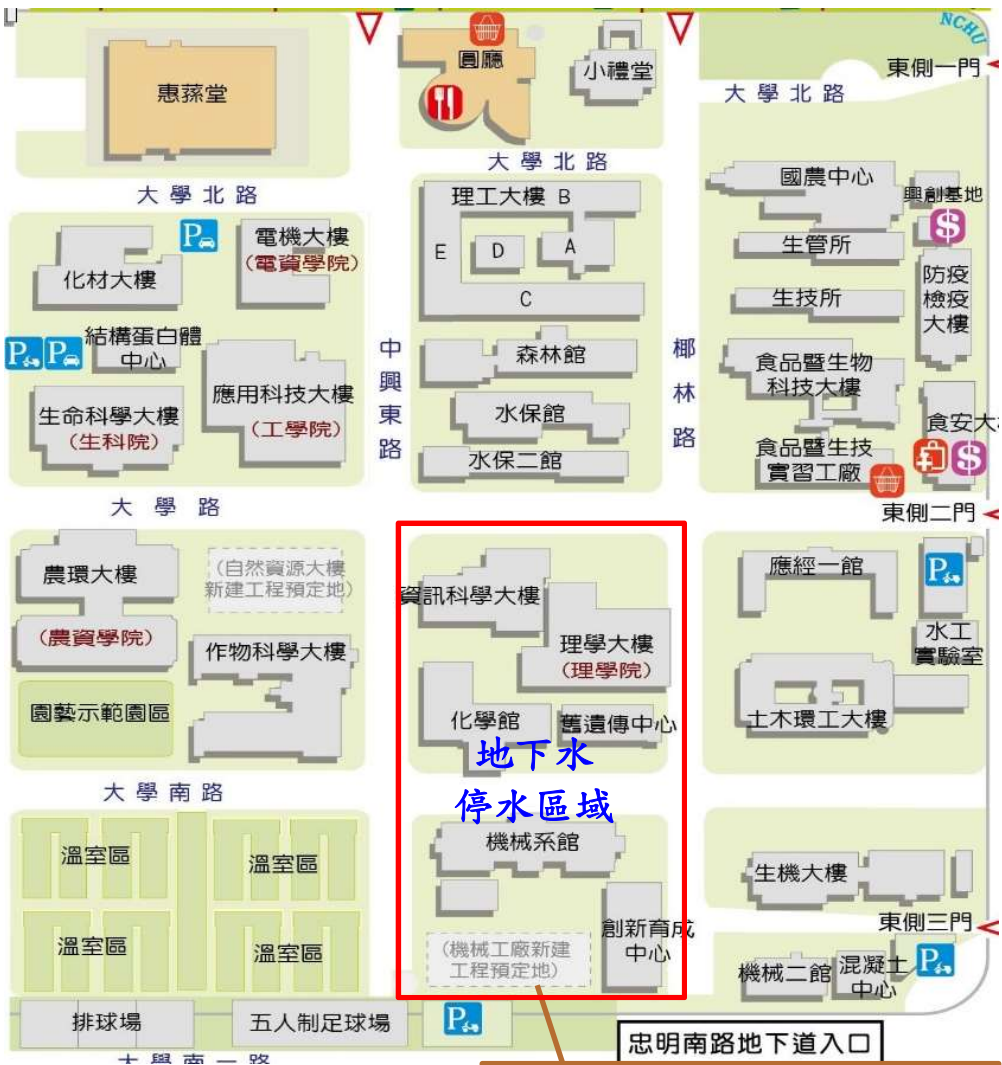 NCHU
圓廳
小禮堂
東側一門
惠蓀堂
大學北路
大學北路
大學北路
理工大樓 B
國農中心
興創基地
電機大樓
(電資學院)
E
D
A
生管所
化材大樓
C
生技所
防疫
檢疫
大樓
結構蛋白體
中心
中興東路
森林館
椰林路
食品暨生物
科技大樓
生命科學大樓
(生科院)
應用科技大樓
(工學院)
水保館
食安大
水保二館
食品暨生技
實習工廠
大學路
東側二門
農環大樓
(自然資源大樓
新建工程預定地)
資訊科學大樓
應經一館
(農資學院)
作物科學大樓
理學大樓
(理學院)
水工
實驗室
園藝示範園區
化學館
舊遺傳中心
土木環工大樓
地下水
停水區域
大學南路
溫室區
溫室區
機械系館
生機大樓
溫室區
溫室區
(機械工廠新建
工程預定地)
創新育成
中心
東側三門
機械二館
混凝土
中心
排球場
五人制足球場
忠明南路地下道入口
大學南一路